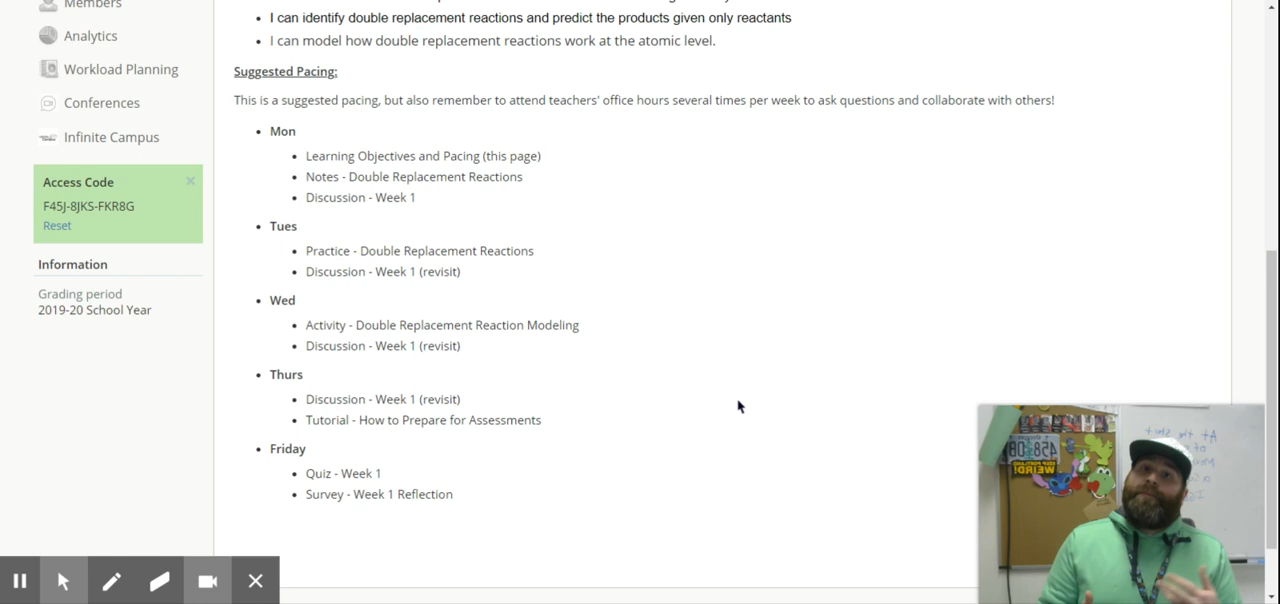 Members
Analytics
Workload Planning
Conferences
Infinite Campus
Access Code
F45J-8JKS-FKR8G
Reset
Information
Grading period
2019-20 School Year
I can identify double replacement reactions and predict the products given only reactants
I can model how double replacement reactions work at the atomic level.
Suggested Pacing:
This is a suggested pacing, but also remember to attend teachers' office hours several times per week to ask questions and collaborate with others!
Mon
Learning Objectives and Pacing (this page)
Notes - Double Replacement Reactions
Discussion - Week 1
Tues
Practice - Double Replacement Reactions
Discussion - Week 1 (revisit)
Wed
Activity - Double Replacement Reaction Modeling
Discussion - Week 1 (revisit)
Thurs
Discussion - Week 1 (revisit)
Tutorial - How to Prepare for Assessments
Friday
Quiz - Week 1
Survey - Week 1 Reflection
KEEP PORTLAND
WEIRD!